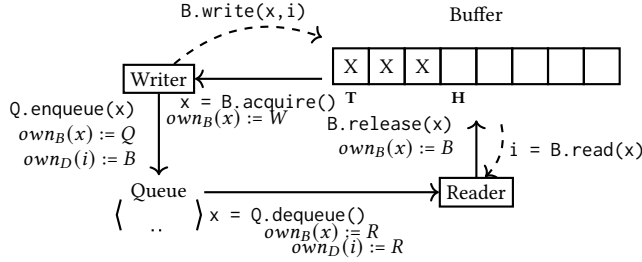 B.write(x,i)
Buffer
X X X
T H
Writer
x = B.acquire()
own_B(x) := W
Q.enqueue(x)
own_B(x) := Q
own_D(i) := B
B.release(x)
own_B(x) := B
i = B.read(x)
Queue
⟨ .. ⟩
Reader
x = Q.dequeue()
own_B(x) := R
own_D(i) := R